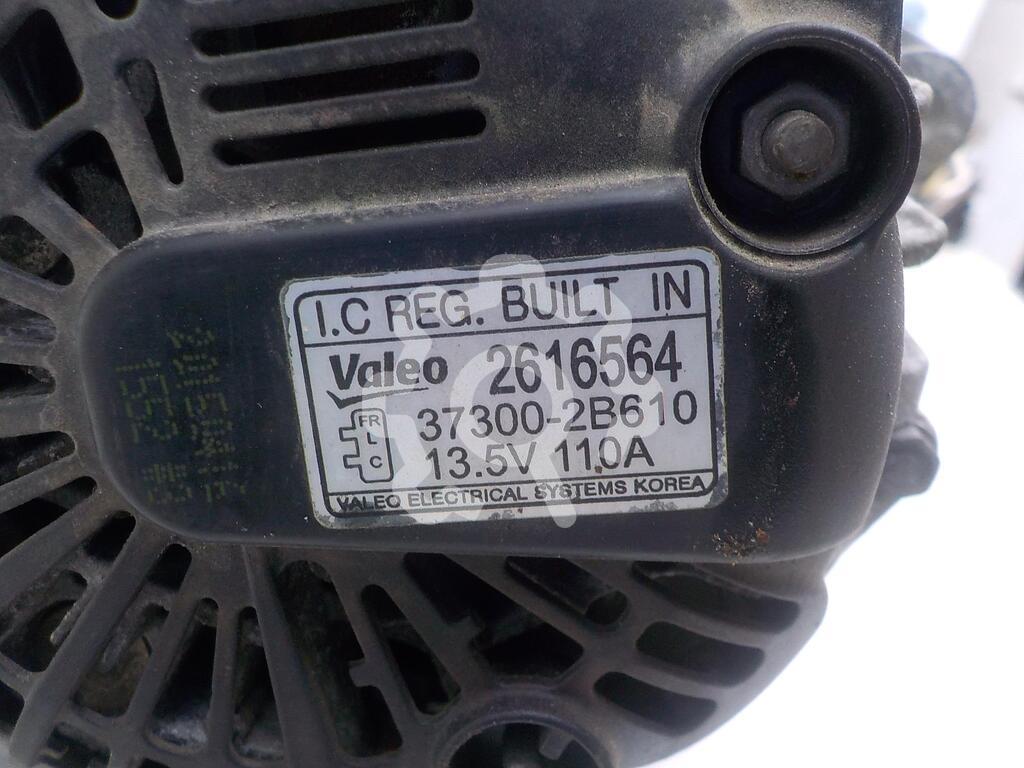 I.C REG. BUILT IN
Valeo 2616564
FR
L
C
37300-2B610
13.5V 110A
VALEO ELECTRICAL SYSTEMS KOREA